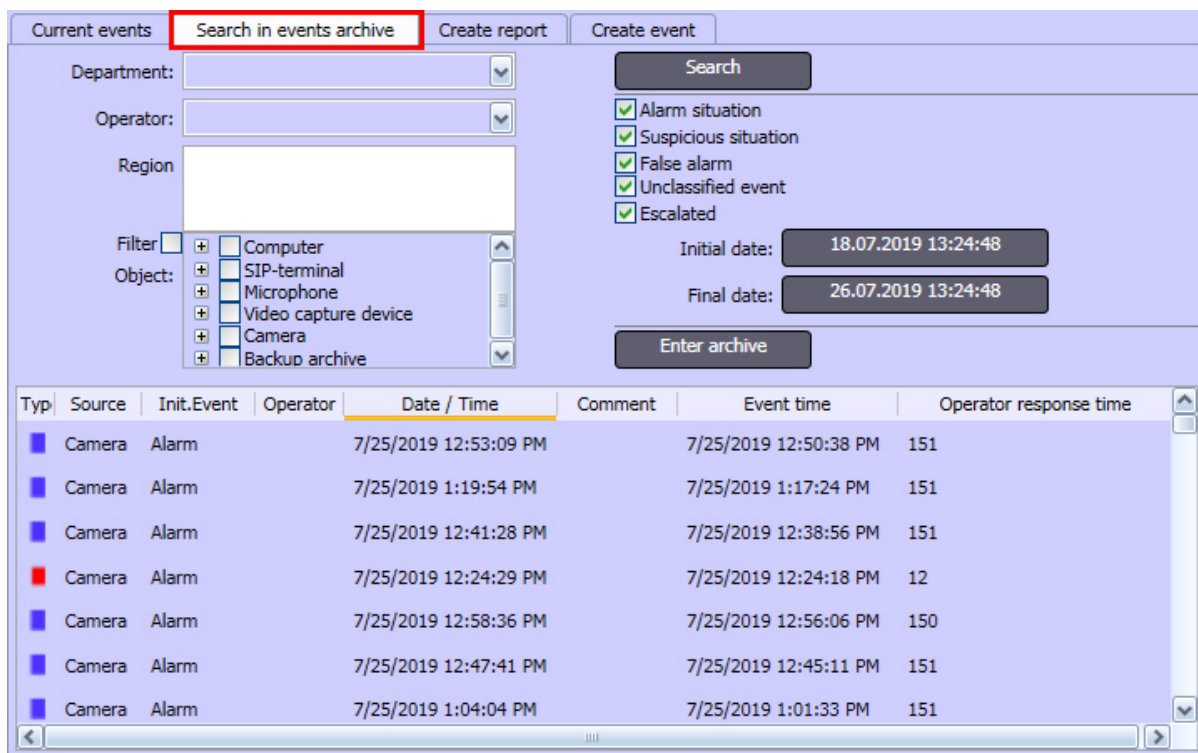 Current events Search in events archive Create report Create event
Department: Search
Operator: Alarm situation
Suspicious situation
Region False alarm
Unclassified event
Escalated
Filter Computer Initial date: 18.07.2019 13:24:48
Object: SIP-terminal
Microphone Final date: 26.07.2019 13:24:48
Video capture device
Camera Enter archive
Backup archive
Typ Source Init.Event Operator Date / Time Comment Event time Operator response time
Camera Alarm 7/25/2019 12:53:09 PM 7/25/2019 12:50:38 PM 151
Camera Alarm 7/25/2019 1:19:54 PM 7/25/2019 1:17:24 PM 151
Camera Alarm 7/25/2019 12:41:28 PM 7/25/2019 12:38:56 PM 151
Camera Alarm 7/25/2019 12:24:29 PM 7/25/2019 12:24:18 PM 12
Camera Alarm 7/25/2019 12:58:36 PM 7/25/2019 12:56:06 PM 150
Camera Alarm 7/25/2019 12:47:41 PM 7/25/2019 12:45:11 PM 151
Camera Alarm 7/25/2019 1:04:04 PM 7/25/2019 1:01:33 PM 151